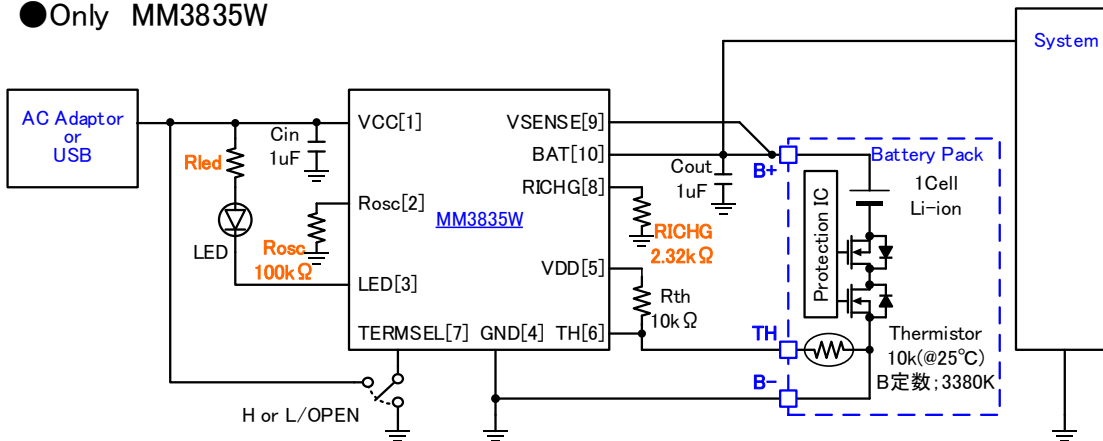 ●Only MM3835W
System
AC Adaptor
or
USB
Rled
LED
Cin
1uF
Rosc
100kΩ
VCC[1]
Rosc[2]
LED[3]
TERMSEL[7]
GND[4]
TH[6]
VSENSE[9]
BAT[10]
RICHG[8]
VDD[5]
MM3835W
Cout
1uF
RICHG
2.32kΩ
Rth
10kΩ
B+
TH
B-
Battery Pack
1Cell
Li-ion
Protection IC
Thermistor
10k(@25℃)
B定数;3380K
H or L/OPEN